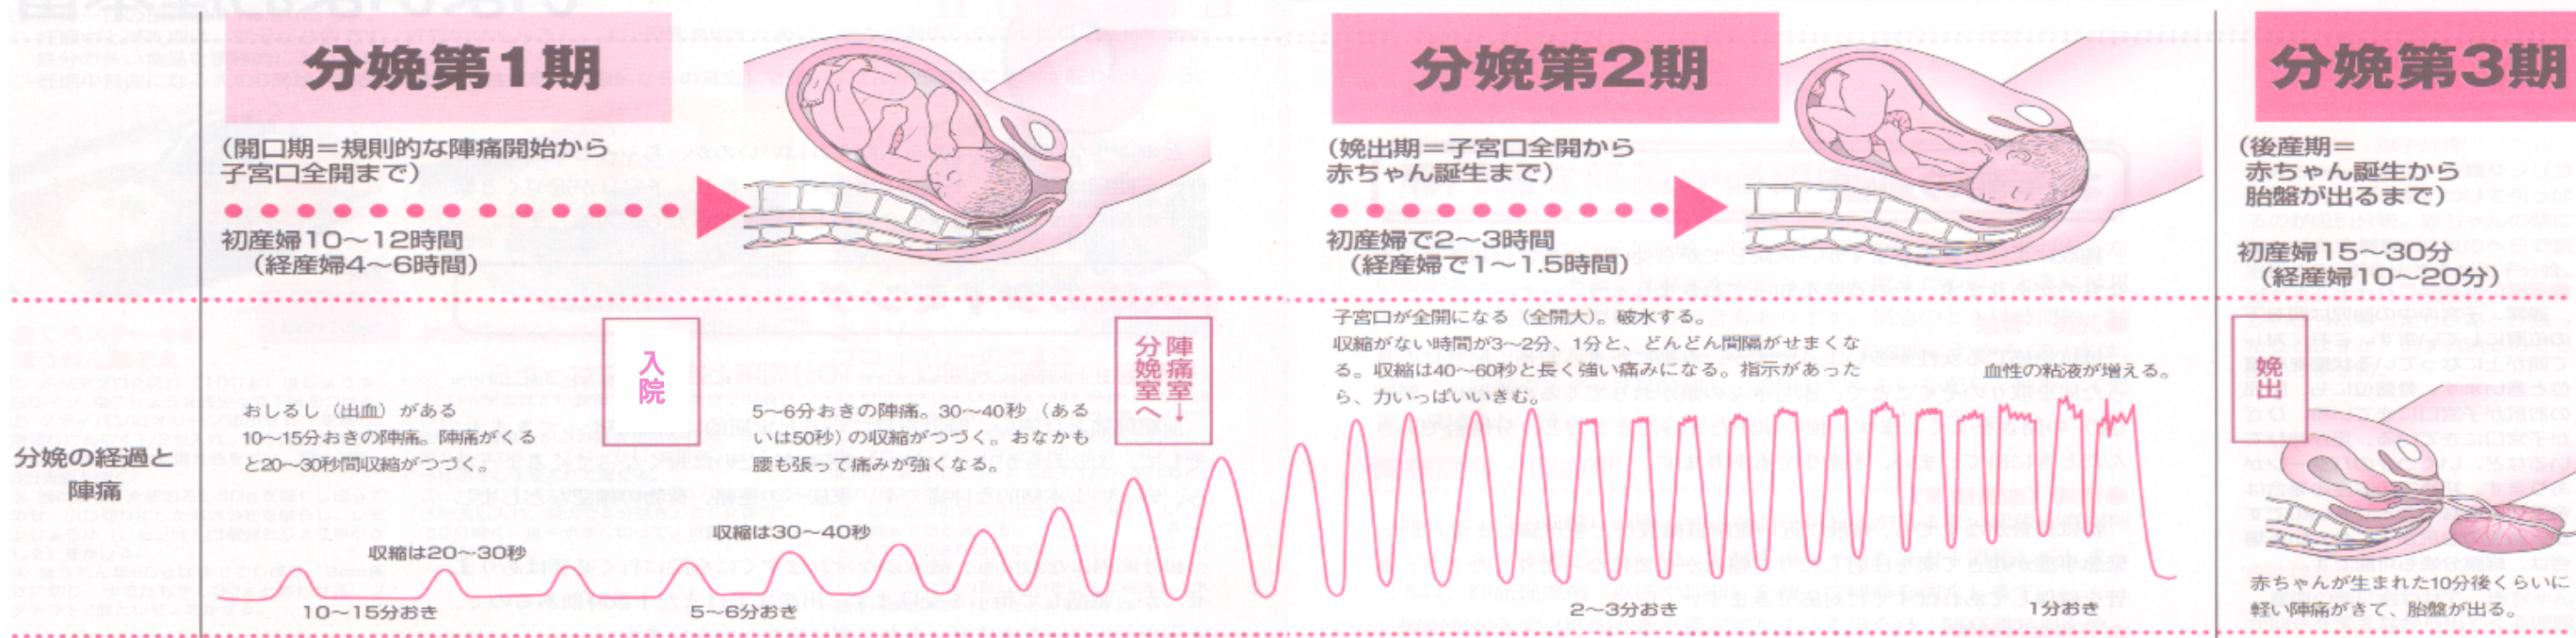 分娩第1期
(開口期=規則的な陣痛開始から
子宮口全開まで)
初産婦10〜12時間
(経産婦4〜6時間)
分娩第2期
(娩出期=子宮口全開から
赤ちゃん誕生まで)
初産婦で2〜3時間
(経産婦で1〜1.5時間)
分娩第3期
(後産期=
赤ちゃん誕生から
胎盤が出るまで)
初産婦15〜30分
(経産婦10〜20分)
分娩の経過と
陣痛
おしるし(出血)がある
10〜15分おきの陣痛。陣痛がくる
と20〜30秒間収縮がつづく。
収縮は20〜30秒
10〜15分おき
入院
5〜6分おきの陣痛。30〜40秒(ある
いは50秒)の収縮がつづく。おなかも
腰も張って痛みが強くなる。
収縮は30〜40秒
5〜6分おき
陣痛室↓
分娩室へ
子宮口が全開になる(全開大)。破水する。
収縮がない時間が3〜2分、1分と、どんどん間隔がせまくな
る。収縮は40〜60秒と長く強い痛みになる。指示があった
ら、力いっぱいいきむ。
血性の粘液が増える。
2〜3分おき
1分おき
娩出
赤ちゃんが生まれた10分後くらいに
軽い陣痛がきて、胎盤が出る。